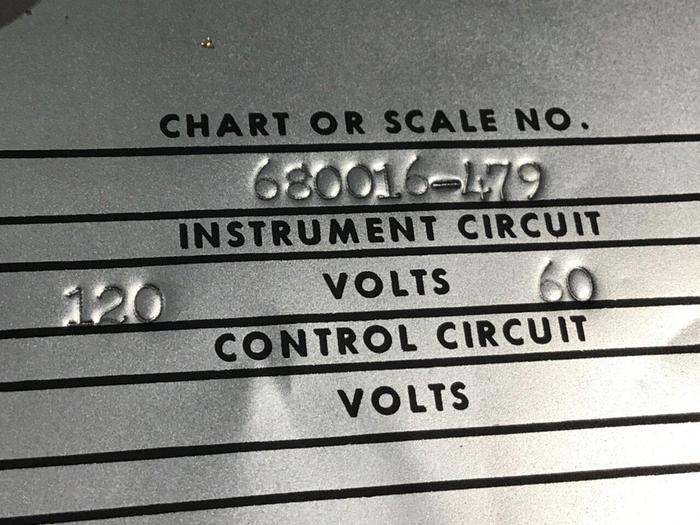 CHART OR SCALE NO.
680016-479
INSTRUMENT CIRCUIT
120 VOLTS 60
CONTROL CIRCUIT
VOLTS